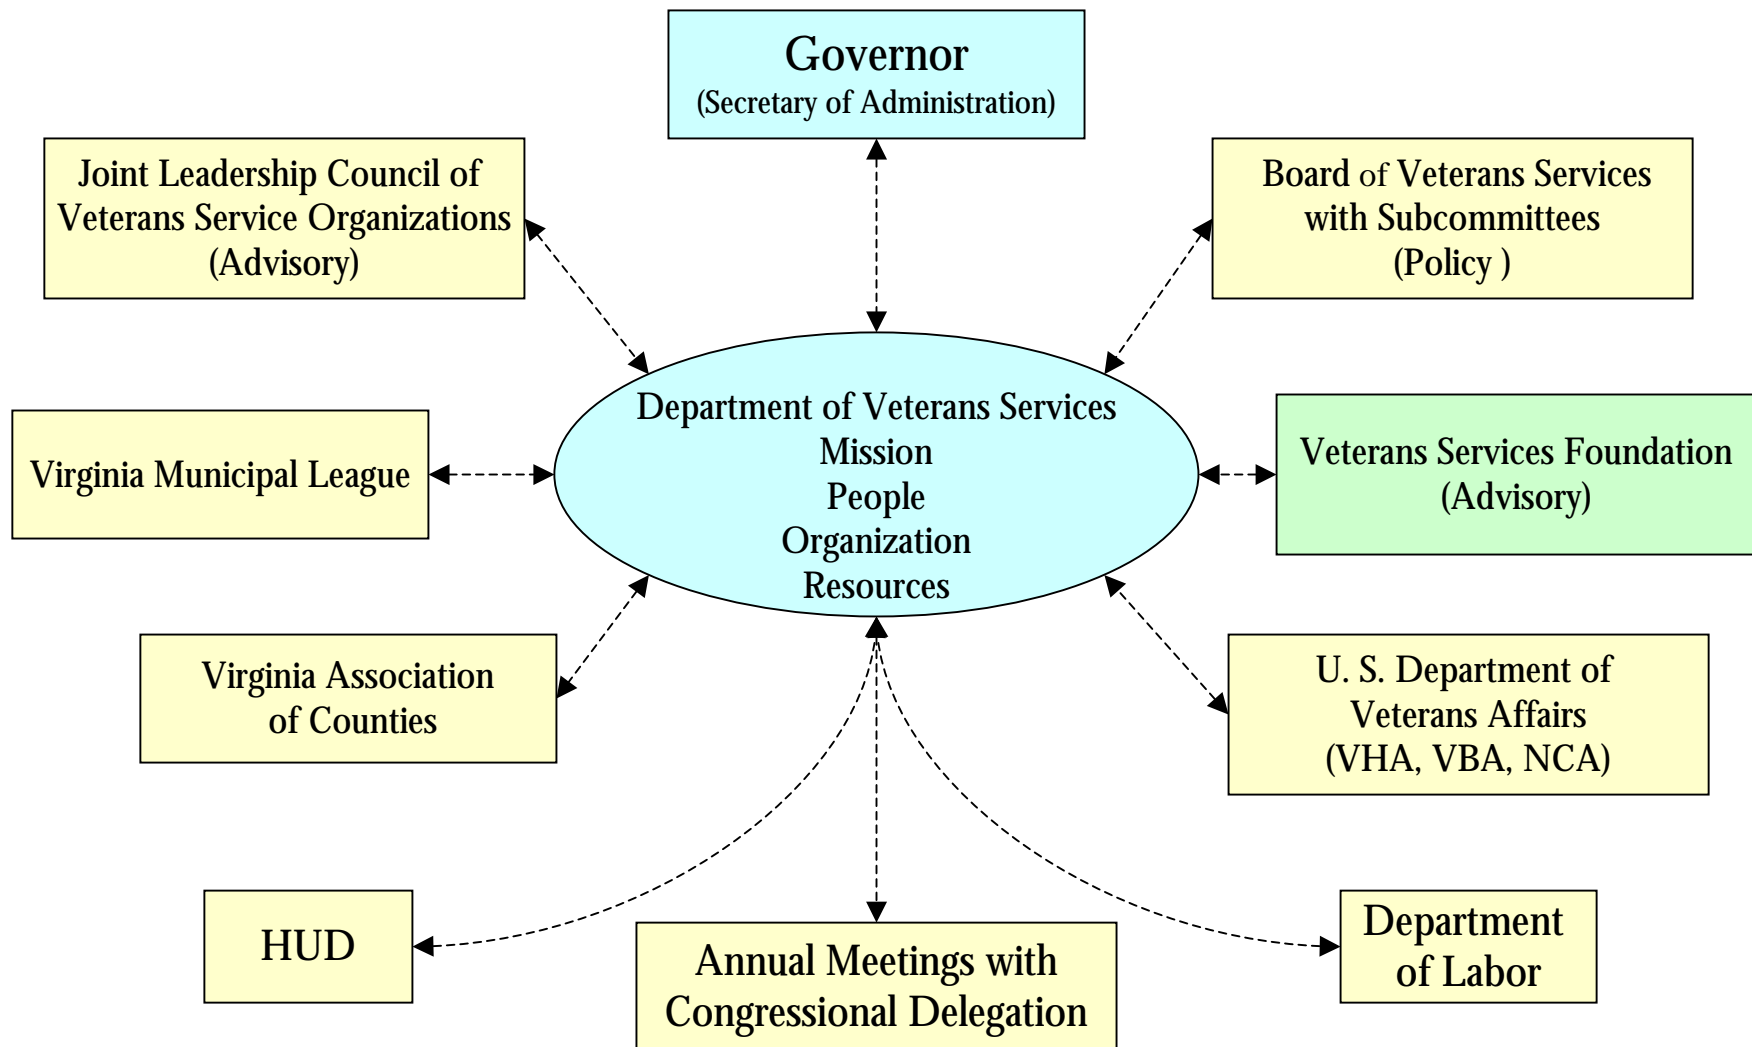 Governor
(Secretary of Administration)
Joint Leadership Council of
Veterans Service Organizations
(Advisory)
Board of Veterans Services
with Subcommittees
(Policy )
Department of Veterans Services
Mission
People
Organization
Resources
Virginia Municipal League
Veterans Services Foundation
(Advisory)
Virginia Association
of Counties
U. S. Department of
Veterans Affairs
(VHA, VBA, NCA)
HUD
Annual Meetings with
Congressional Delegation
Department
of Labor